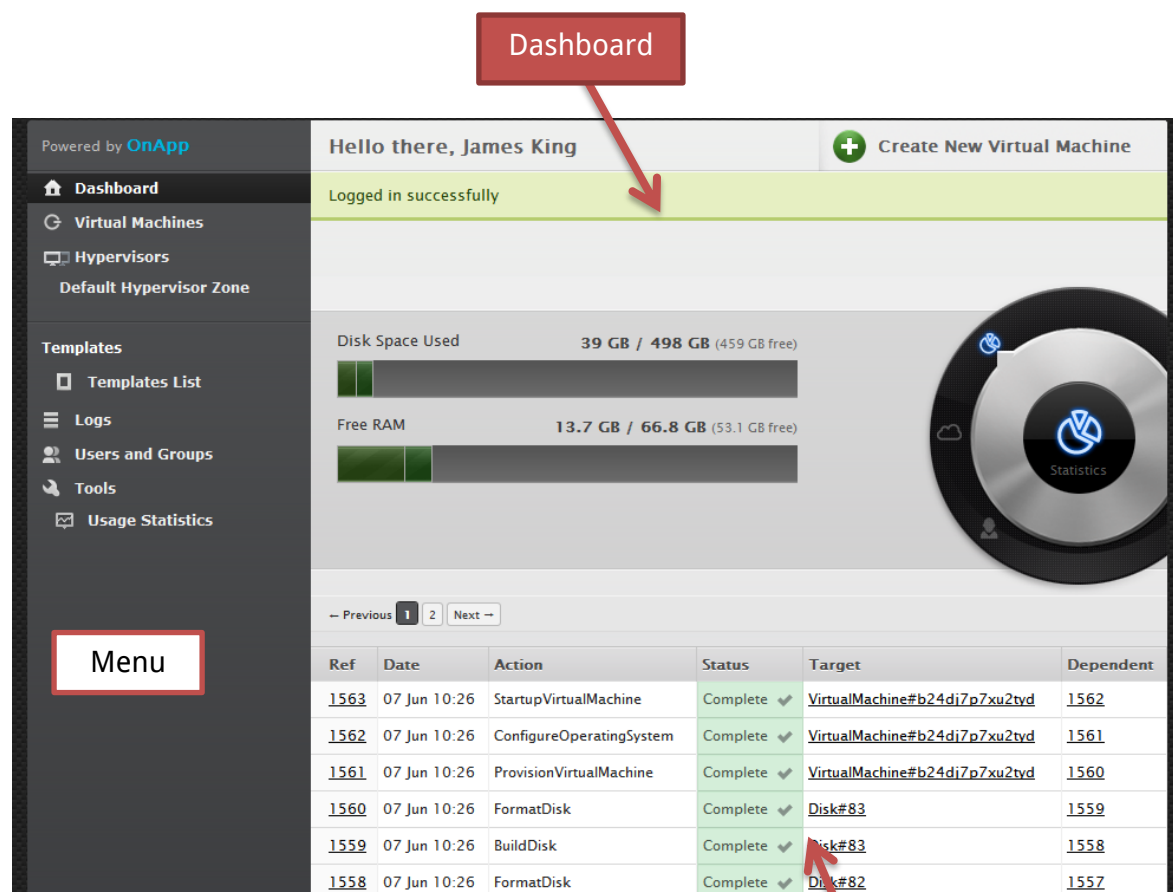 Dashboard
Powered by OnApp
Hello there, James King
Create New Virtual Machine
Dashboard
Logged in successfully
Virtual Machines
Hypervisors
Default Hypervisor Zone
Templates
Templates List
Logs
Users and Groups
Tools
Usage Statistics
Menu
Disk Space Used 39 GB / 498 GB (459 GB free)
Free RAM 13.7 GB / 66.8 GB (53.1 GB free)
Statistics
← Previous 1 2 Next →
Ref Date Action Status Target Dependent
1563 07 Jun 10:26 StartupVirtualMachine Complete VirtualMachine#b24dj7p7xu2tyd 1562
1562 07 Jun 10:26 ConfigureOperatingSystem Complete VirtualMachine#b24dj7p7xu2tyd 1561
1561 07 Jun 10:26 ProvisionVirtualMachine Complete VirtualMachine#b24dj7p7xu2tyd 1560
1560 07 Jun 10:26 FormatDisk Complete Disk#83 1559
1559 07 Jun 10:26 BuildDisk Complete Disk#83 1558
1558 07 Jun 10:26 FormatDisk Complete Disk#82 1557